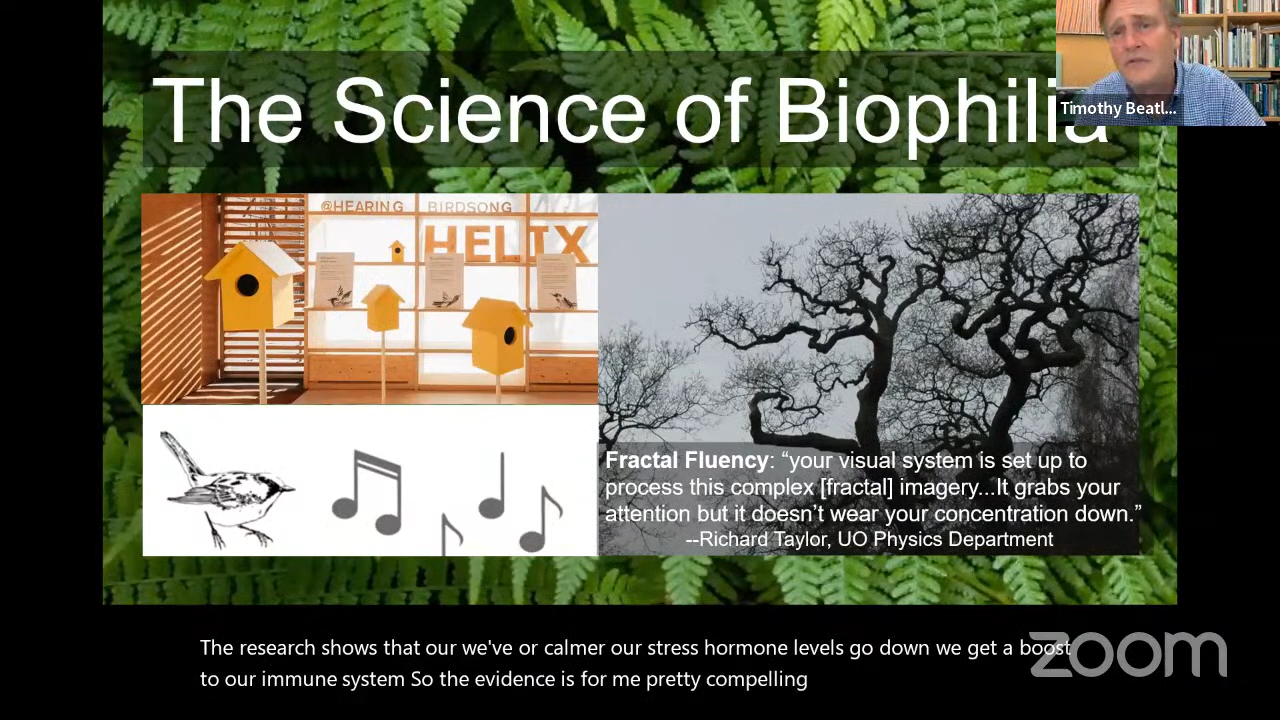 The Science of Biophilia
Timothy Beatl...
@HEARING BIRDSONG
HELIX
Fractal Fluency: “your visual system is set up to
process this complex [fractal] imagery...It grabs your
attention but it doesn’t wear your concentration down.”
--Richard Taylor, UO Physics Department
The research shows that our we've or calmer our stress hormone levels go down we get a boost
to our immune system So the evidence is for me pretty compelling
zoom